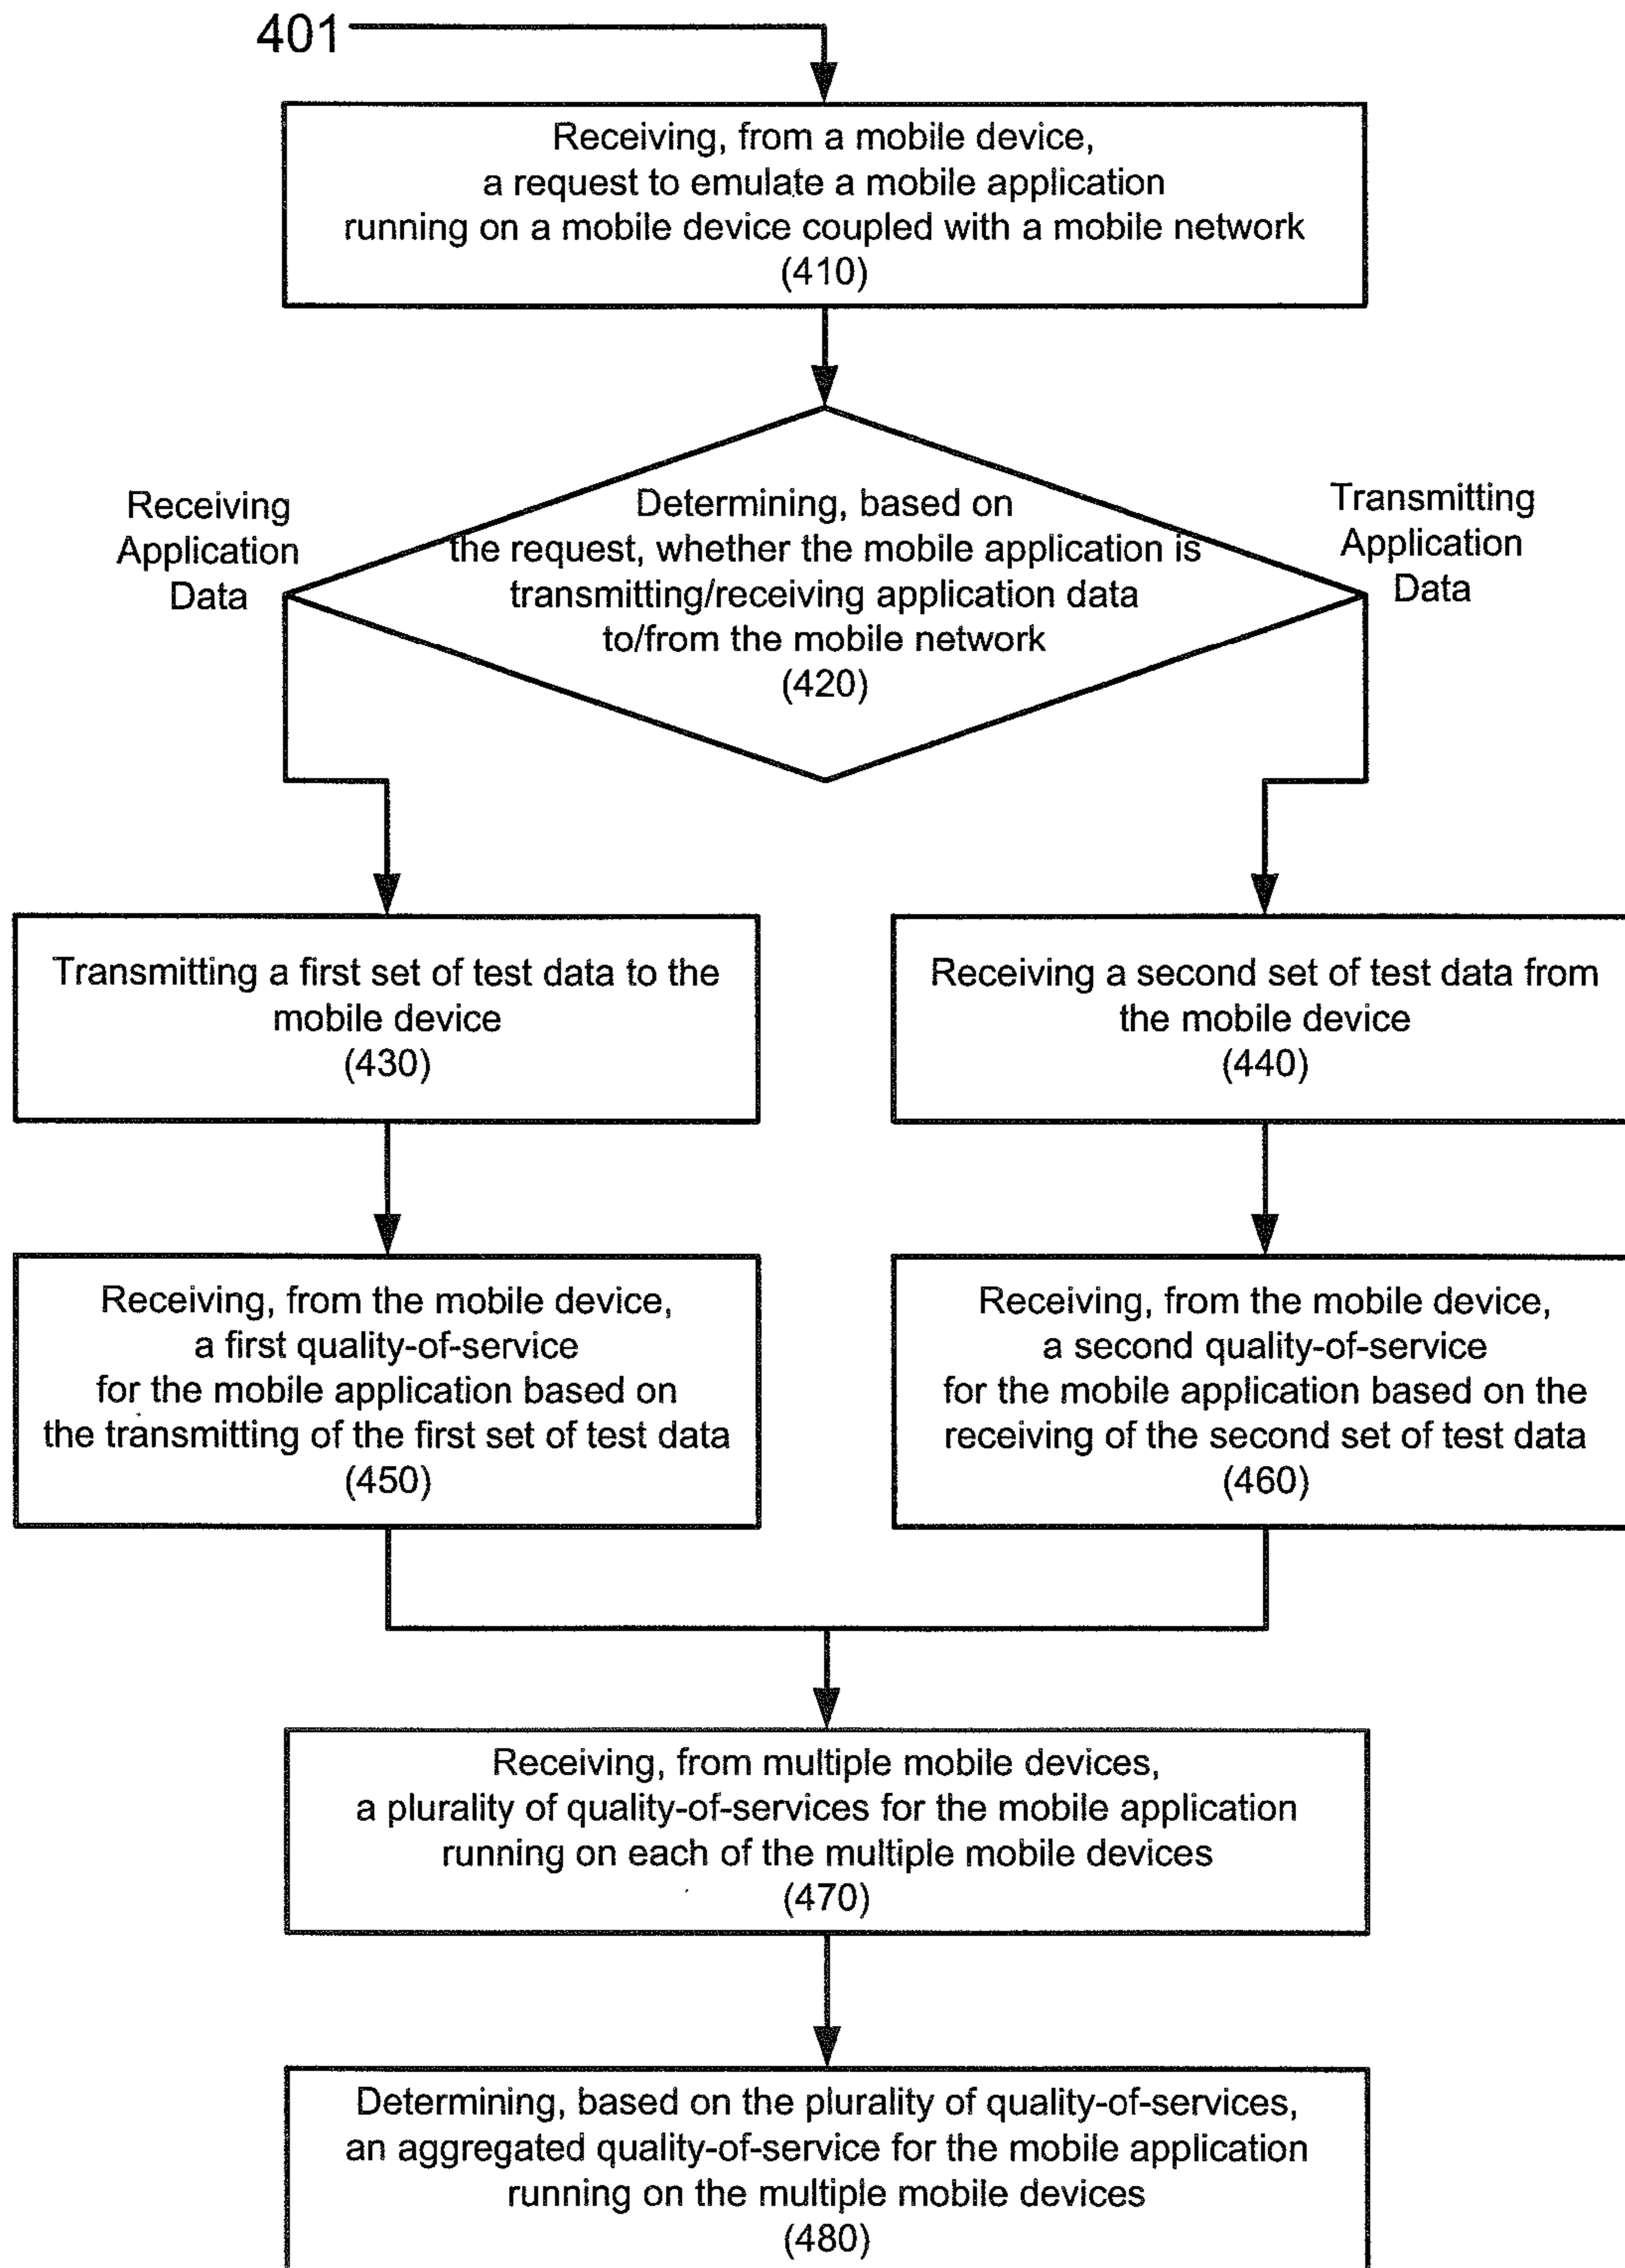 401
Receiving, from a mobile device,
a request to emulate a mobile application
running on a mobile device coupled with a mobile network
(410)
Receiving
Application
Data
Determining, based on
the request, whether the mobile application is
transmitting/receiving application data
to/from the mobile network
(420)
Transmitting
Application
Data
Transmitting a first set of test data to the
mobile device
(430)
Receiving a second set of test data from
the mobile device
(440)
Receiving, from the mobile device,
a first quality-of-service
for the mobile application based on
the transmitting of the first set of test data
(450)
Receiving, from the mobile device,
a second quality-of-service
for the mobile application based on the
receiving of the second set of test data
(460)
Receiving, from multiple mobile devices,
a plurality of quality-of-services for the mobile application
running on each of the multiple mobile devices
(470)
Determining, based on the plurality of quality-of-services,
an aggregated quality-of-service for the mobile application
running on the multiple mobile devices
(480)